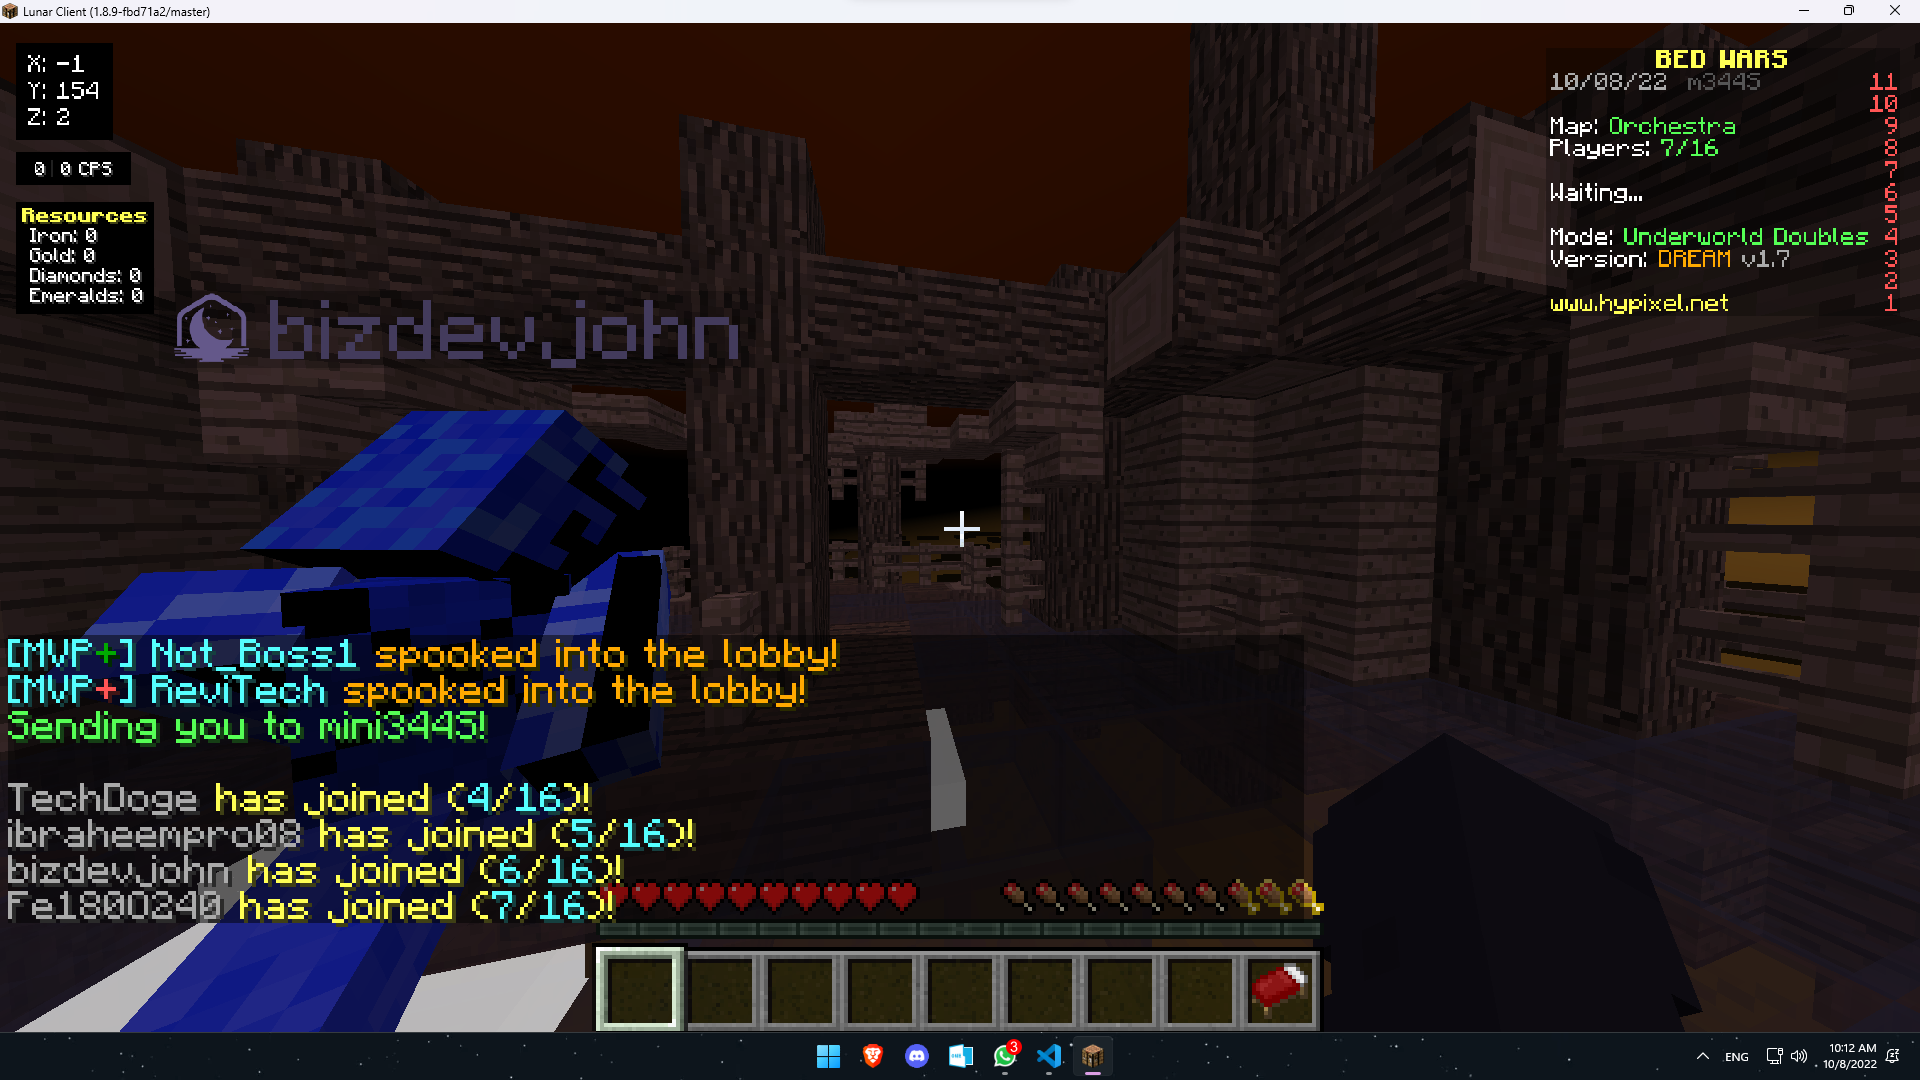 Lunar Client (1.8.9-fbd71a2/master)
X: -1
Y: 154
Z: 2
0 | 0 CPS
Resources
Iron: 0
Gold: 0
Diamonds: 0
Emeralds: 0
BED WARS
10/08/22 m3445 11
10
Map: Orchestra 9
Players: 7/16 8
7
Waiting… 6
5
Mode: Underworld Doubles 4
Version: DREAM v1.7 3
2
www.hypixel.net 1
bizdevjohn
[MVP+] Not_Boss1 spooked into the lobby!
[MVP+] ReviTech spooked into the lobby!
Sending you to mini3445!
TechDoge has joined (4/16)!
ibraheempro08 has joined (5/16)!
bizdevjohn has joined (6/16)!
Fe1800240 has joined (7/16)!
3
ENG
10:12 AM
10/8/2022